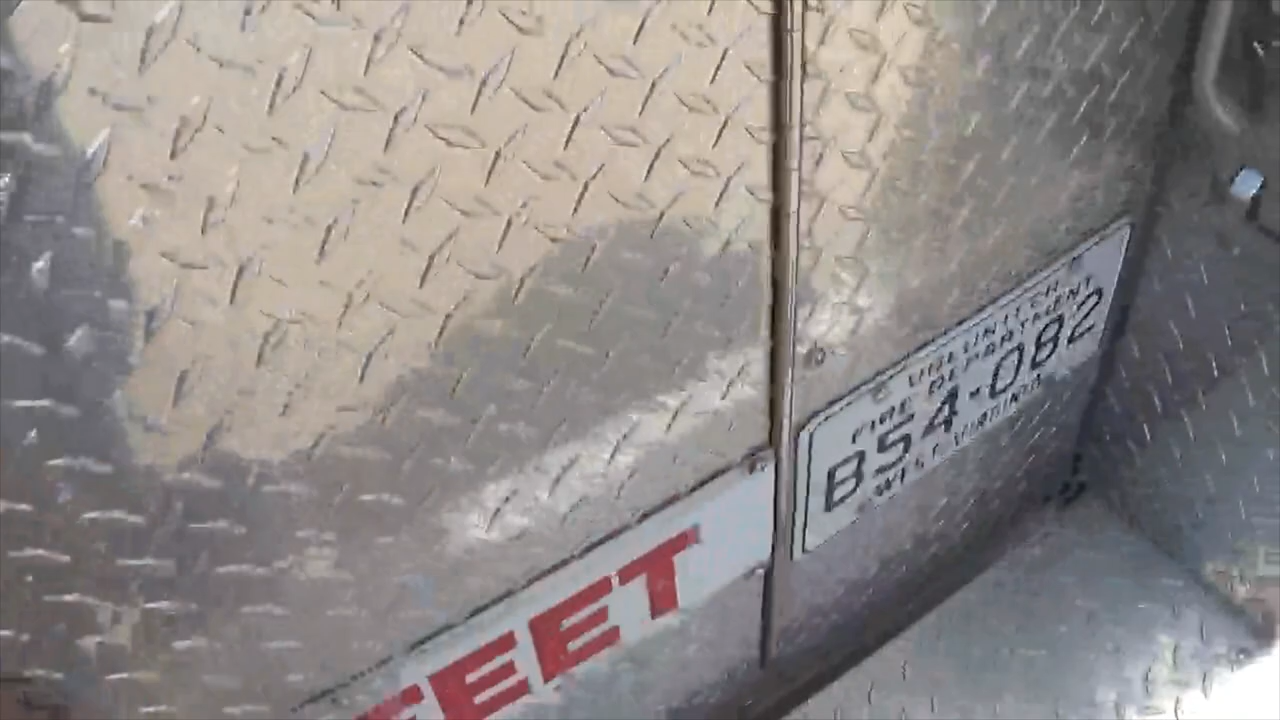 FEET
VOLUNTEER
FIRE DEPARTMENT
B54-082
WEST VIRGINIA